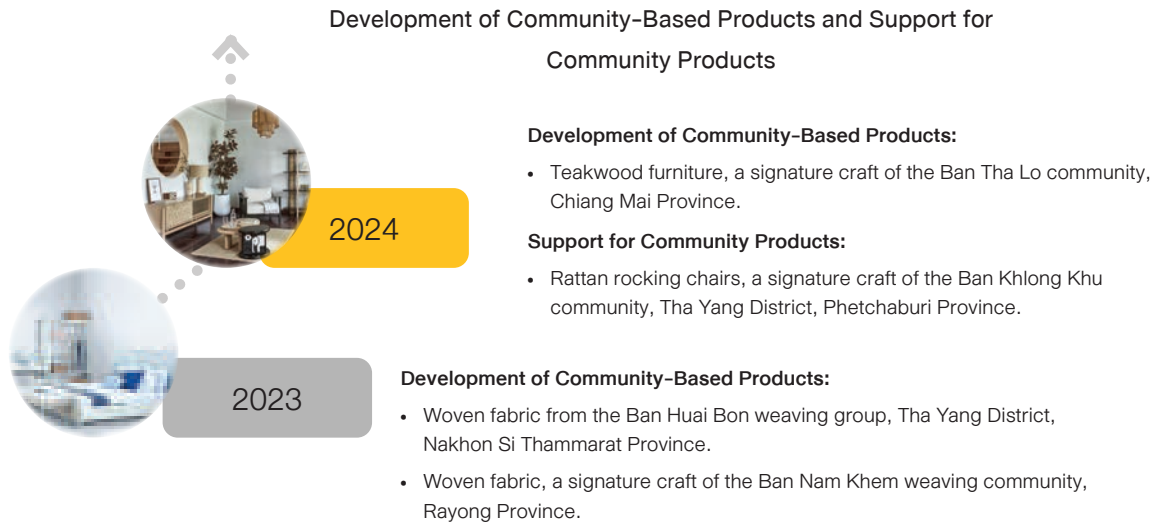 Development of Community-Based Products and Support for
Community Products
2024
Development of Community-Based Products:
• Teakwood furniture, a signature craft of the Ban Tha Lo community,
Chiang Mai Province.
Support for Community Products:
• Rattan rocking chairs, a signature craft of the Ban Khlong Khu
community, Tha Yang District, Phetchaburi Province.
2023
Development of Community-Based Products:
• Woven fabric from the Ban Huai Bon weaving group, Tha Yang District,
Nakhon Si Thammarat Province.
• Woven fabric, a signature craft of the Ban Nam Khem weaving community,
Rayong Province.